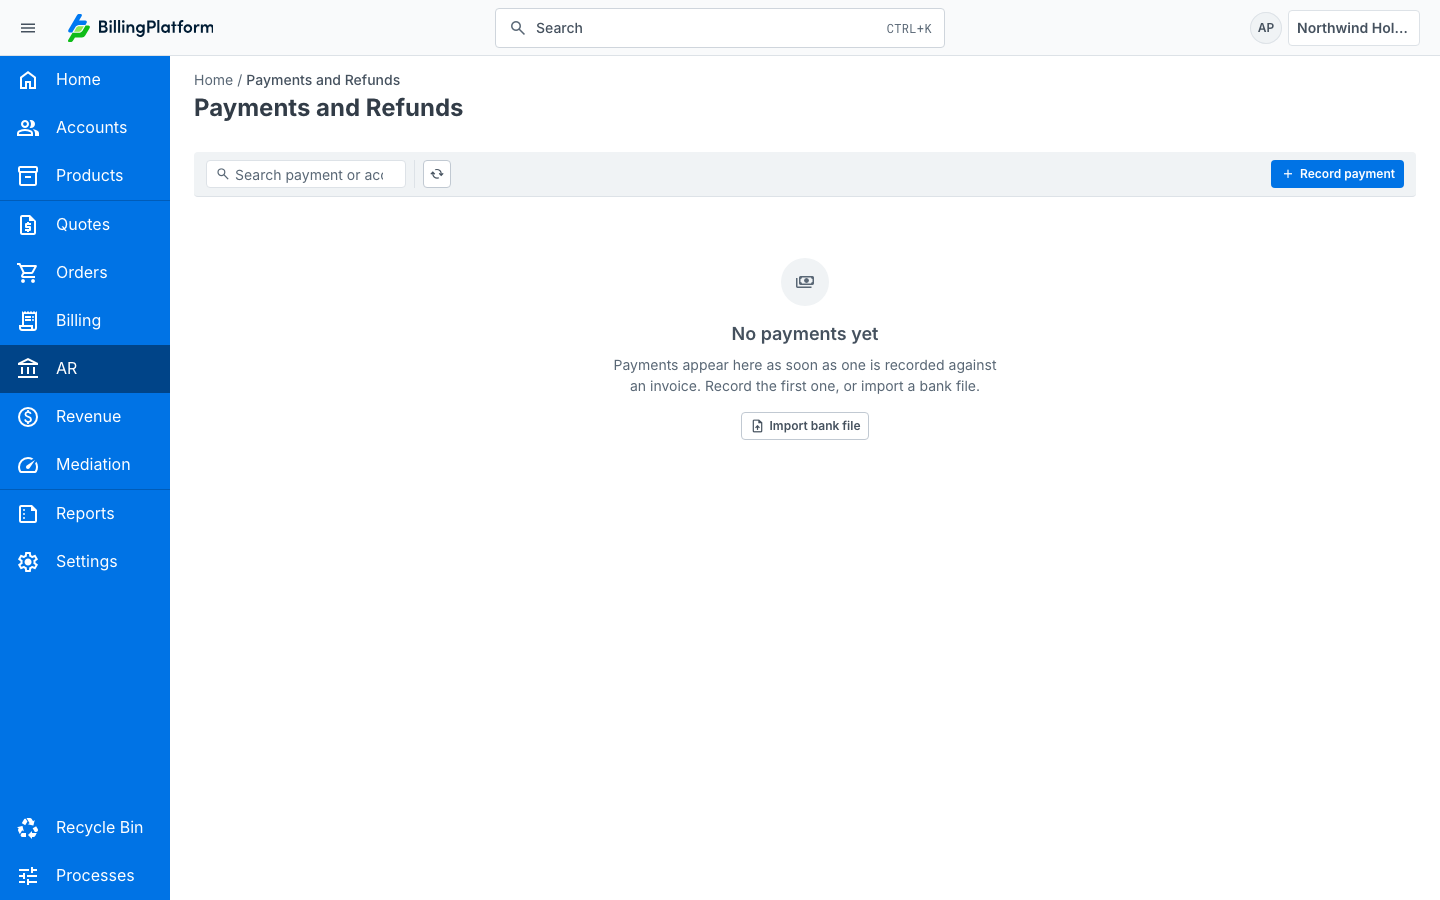 BillingPlatform
Search
CTRL+K
AP
Northwind Hol...
Home
Accounts
Products
Quotes
Orders
Billing
AR
Revenue
Mediation
Reports
Settings
Recycle Bin
Processes
Home / Payments and Refunds
Payments and Refunds
Search payment or acc
Record payment
No payments yet
Payments appear here as soon as one is recorded against
an invoice. Record the first one, or import a bank file.
Import bank file